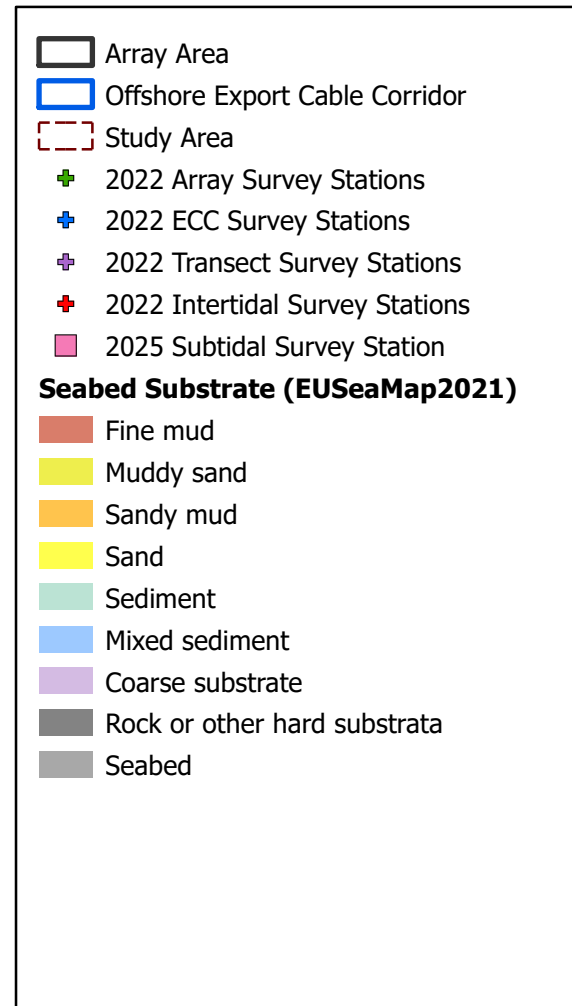 Array Area
Offshore Export Cable Corridor
Study Area
2022 Array Survey Stations
2022 ECC Survey Stations
2022 Transect Survey Stations
2022 Intertidal Survey Stations
2025 Subtidal Survey Station
Seabed Substrate (EUSeaMap2021)
Fine mud
Muddy sand
Sandy mud
Sand
Sediment
Mixed sediment
Coarse substrate
Rock or other hard substrata
Seabed